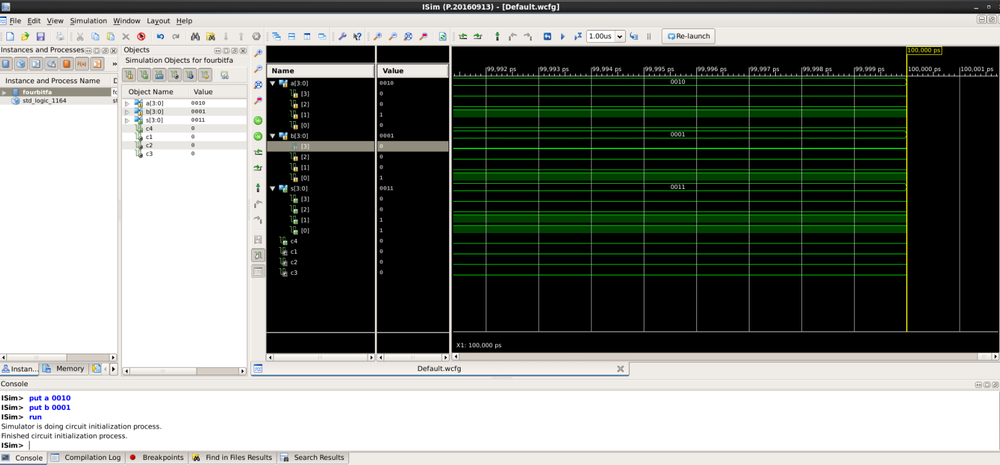 ISim (P.20160913) - [Default.wcfg]
File Edit View Simulation Window Layout Help
1.00us
Re-launch
Instances and Processes
Instance and Process Name
fourbitfa
std_logic_1164
Memory
Objects
Simulation Objects for fourbitfa
Object Name Value
a[3:0] 0010
b[3:0] 0001
s[3:0] 0011
c4 0
c1 0
c2 0
c3 0
Name Value
a[3:0] 0010
[3] 0
[2] 0
[1] 1
[0] 0
b[3:0] 0001
[3] 0
[2] 0
[1] 0
[0] 1
s[3:0] 0011
[3] 0
[2] 0
[1] 1
[0] 1
c4 0
c1 0
c2 0
c3 0
100,000 ps
99,992 ps 99,993 ps 99,994 ps 99,995 ps 99,996 ps 99,997 ps 99,998 ps 99,999 ps 100,000 ps 100,001 ps
0010
0001
0011
X1: 100,000 ps
Instan...
Default.wcfg
Console
ISim> put a 0010
ISim> put b 0001
ISim> run
Simulator is doing circuit initialization process.
Finished circuit initialization process.
ISim>
Console Compilation Log Breakpoints Find in Files Results Search Results